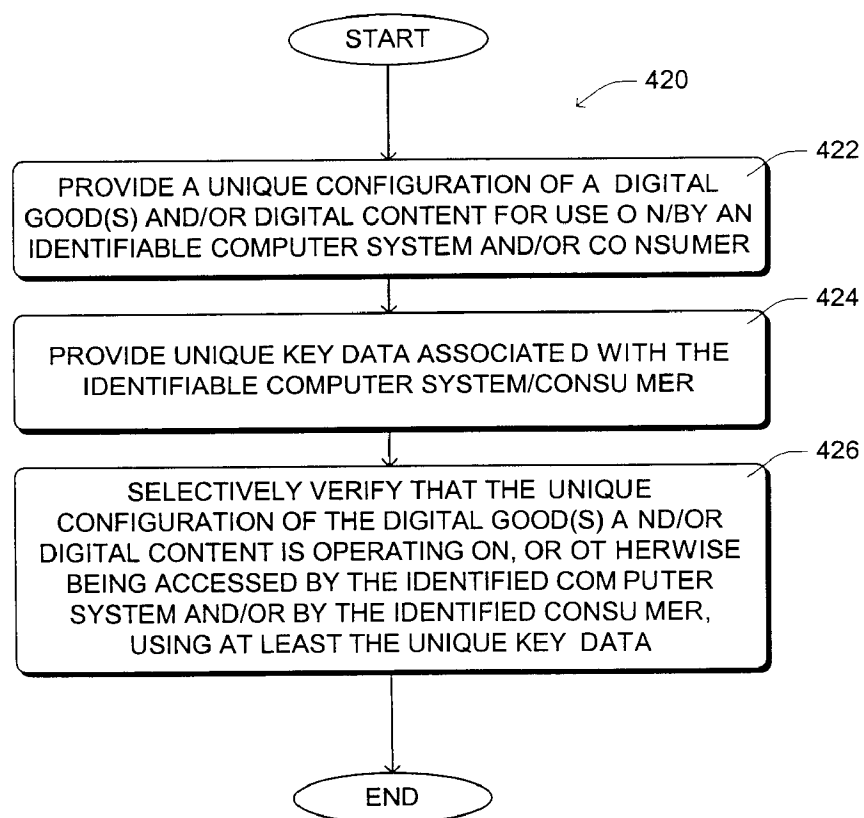 START
420
422
PROVIDE A UNIQUE CONFIGURATION OF A DIGITAL
GOOD(S) AND/OR DIGITAL CONTENT FOR USE O N/BY AN
IDENTIFIABLE COMPUTER SYSTEM AND/OR CO NSUMER
424
PROVIDE UNIQUE KEY DATA ASSOCIATE D WITH THE
IDENTIFIABLE COMPUTER SYSTEM/CONSU MER
426
SELECTIVELY VERIFY THAT THE UNIQUE
CONFIGURATION OF THE DIGITAL GOOD(S) A ND/OR
DIGITAL CONTENT IS OPERATING ON, OR OT HERWISE
BEING ACCESSED BY THE IDENTIFIED COM PUTER
SYSTEM AND/OR BY THE IDENTIFIED CONSU MER,
USING AT LEAST THE UNIQUE KEY DATA
END